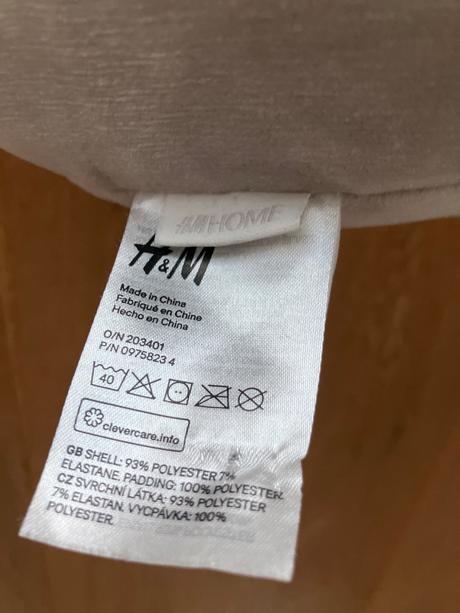 H&M HOME
H&M
Made in China
Fabriqué en Chine
Hecho en China
O/N 203401
P/N 0975823 4
40
clevercare.info
GB SHELL: 93% POLYESTER 7%
ELASTANE. PADDING: 100% POLYESTER.
CZ SVRCHNÍ LÁTKA: 93% POLYESTER
7% ELASTAN. VYCPÁVKA: 100%
POLYESTER.